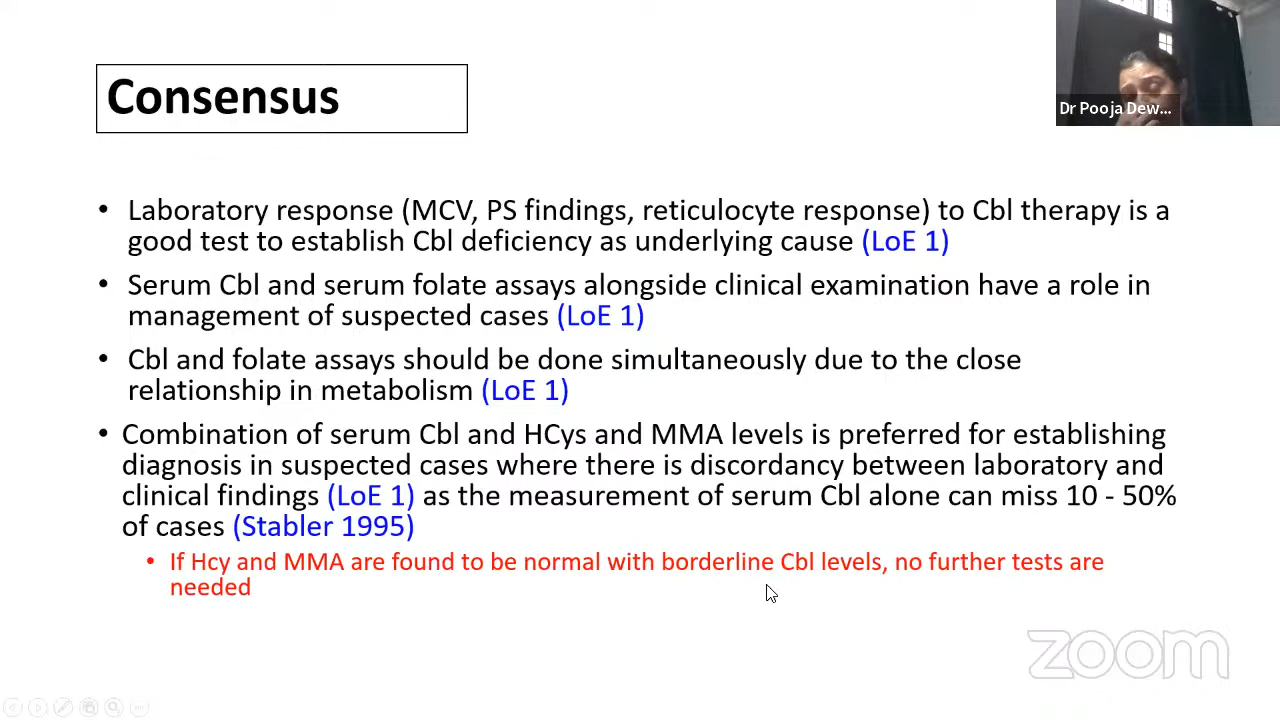 Consensus
Dr Pooja Dew...
• Laboratory response (MCV, PS findings, reticulocyte response) to Cbl therapy is a
good test to establish Cbl deficiency as underlying cause (LoE 1)
• Serum Cbl and serum folate assays alongside clinical examination have a role in
management of suspected cases (LoE 1)
• Cbl and folate assays should be done simultaneously due to the close
relationship in metabolism (LoE 1)
• Combination of serum Cbl and HCys and MMA levels is preferred for establishing
diagnosis in suspected cases where there is discordancy between laboratory and
clinical findings (LoE 1) as the measurement of serum Cbl alone can miss 10 - 50%
of cases (Stabler 1995)
• If Hcy and MMA are found to be normal with borderline Cbl levels, no further tests are
needed
zoom